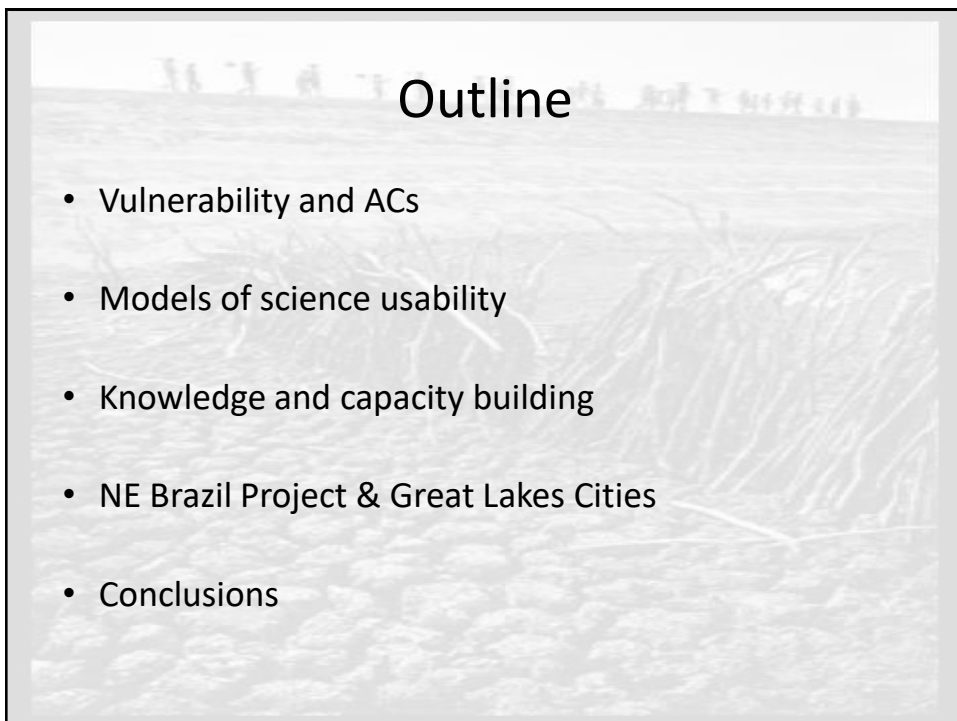 Outline
• Vulnerability and ACs
• Models of science usability
• Knowledge and capacity building
• NE Brazil Project & Great Lakes Cities
• Conclusions